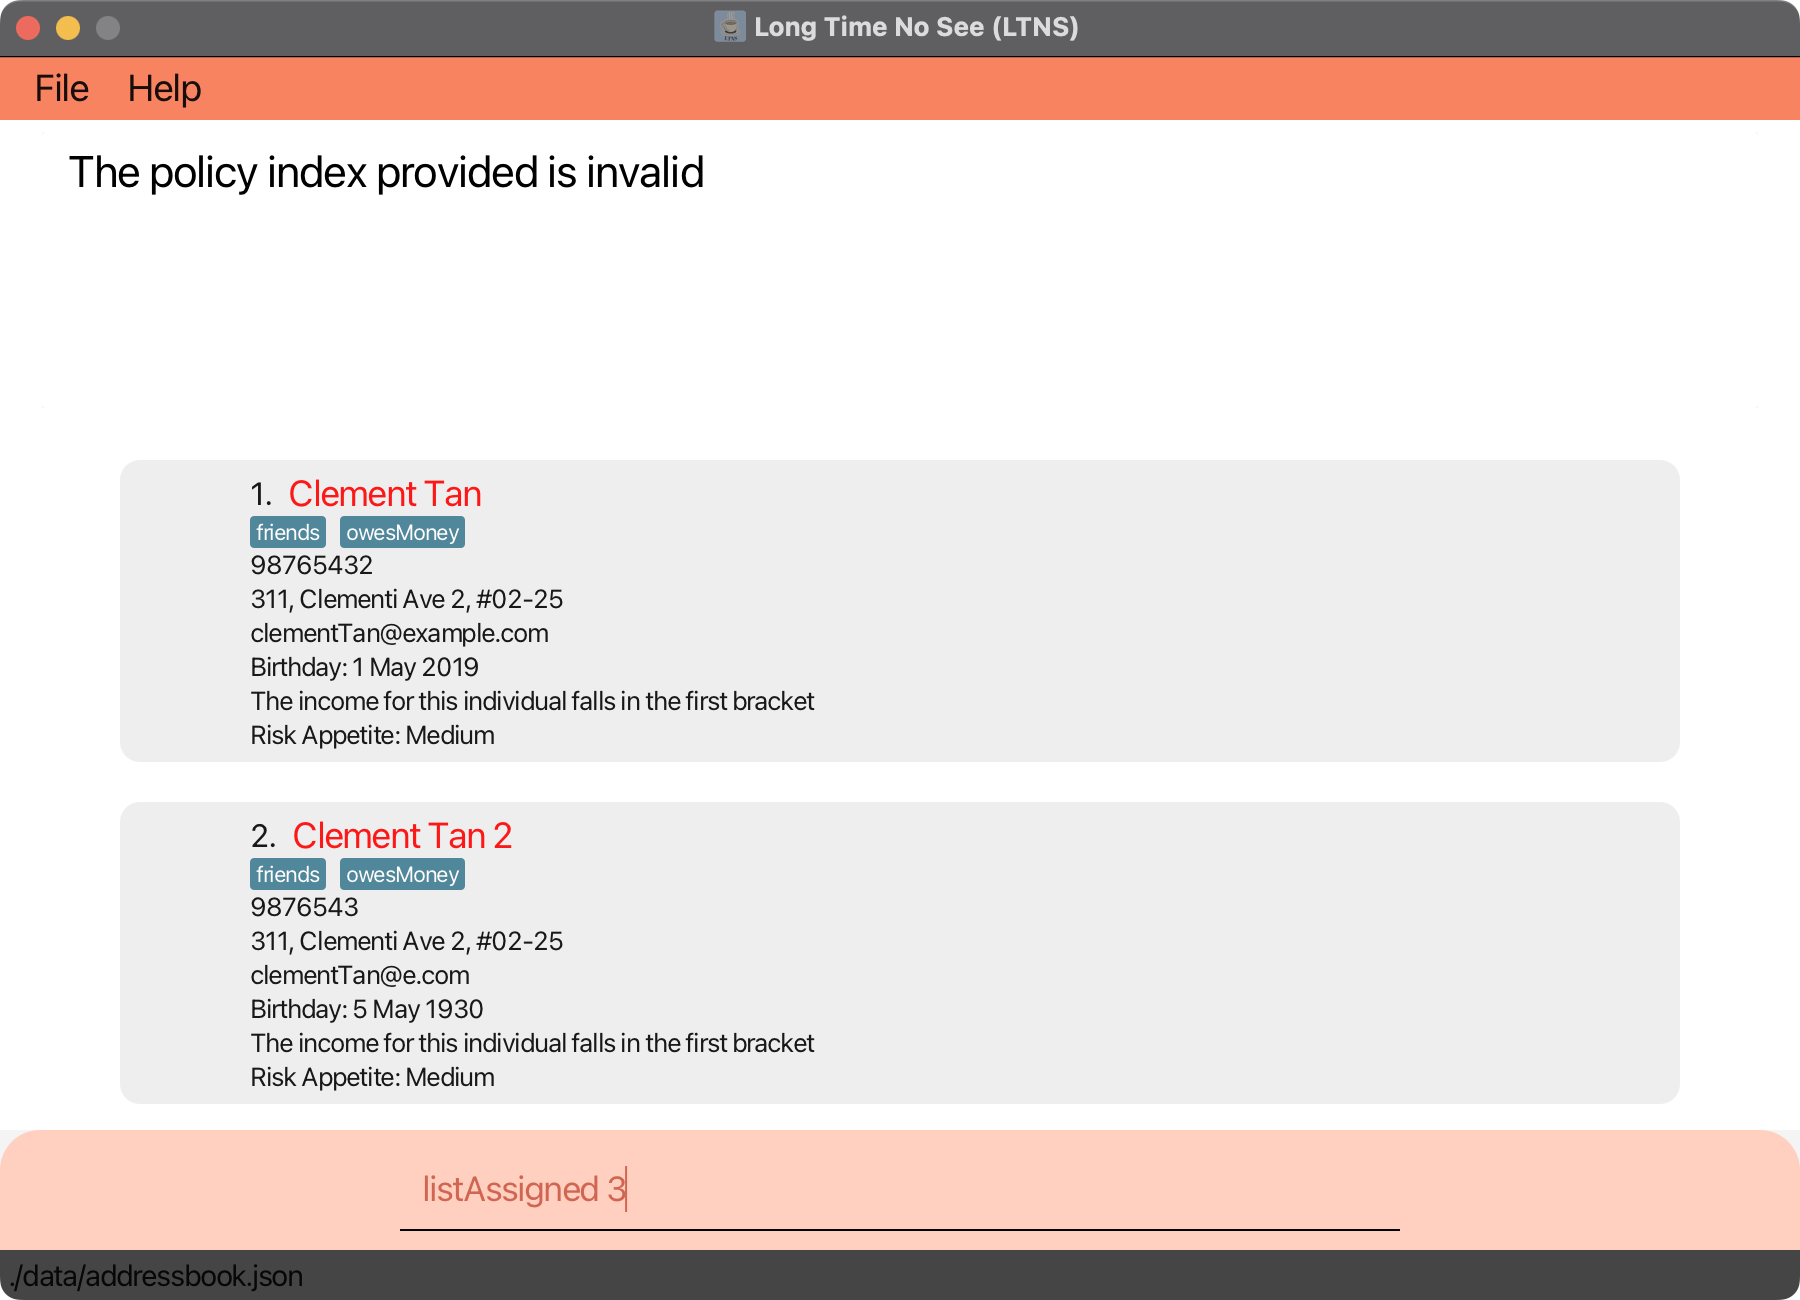 Long Time No See (LTNS)
File Help
The policy index provided is invalid
1. Clement Tan
friends owesMoney
98765432
311, Clementi Ave 2, #02-25
clementTan@example.com
Birthday: 1 May 2019
The income for this individual falls in the first bracket
Risk Appetite: Medium
2. Clement Tan 2
friends owesMoney
9876543
311, Clementi Ave 2, #02-25
clementTan@e.com
Birthday: 5 May 1930
The income for this individual falls in the first bracket
Risk Appetite: Medium
listAssigned 3
./data/addressbook.json